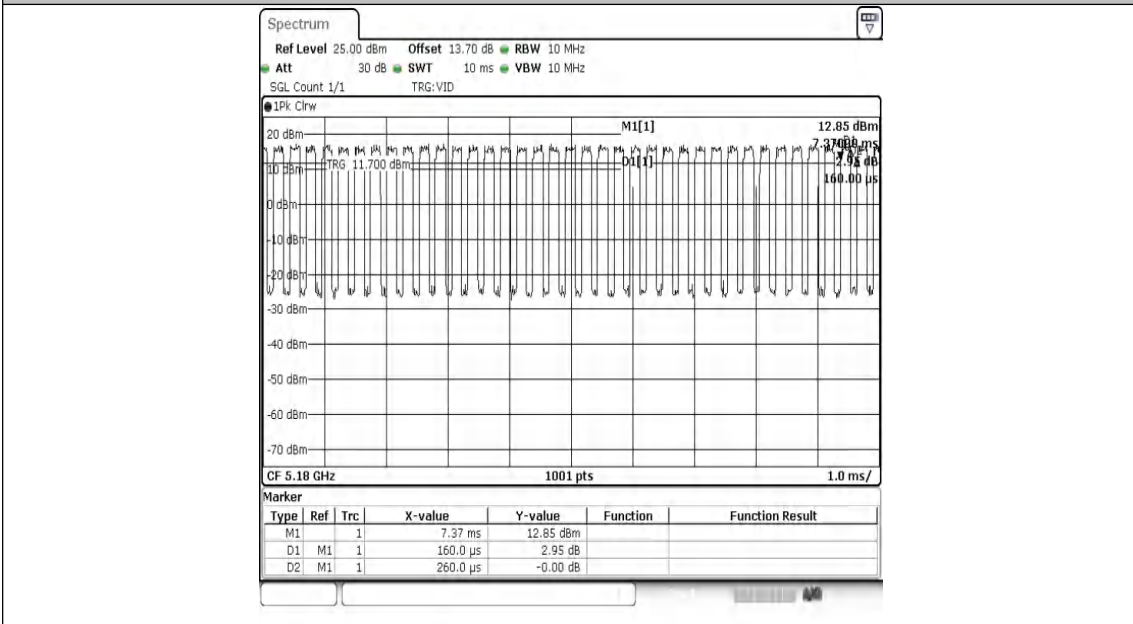 Spectrum
Ref Level 25.00 dBm Offset 13.70 dB RBW 10 MHz
Att 30 dB SWT 10 ms VBW 10 MHz
SGL Count 1/1 TRG:VID
1Pk Clrw
M1[1] 12.85 dBm
20 dBm
D1[1] 2.95 dB
TRG 11.700 dBm
10 dBm
160.00 µs
0 dBm
-10 dBm
-20 dBm
-30 dBm
-40 dBm
-50 dBm
-60 dBm
-70 dBm
CF 5.18 GHz 1001 pts 1.0 ms/
Marker
Type Ref Trc X-value Y-value Function Function Result
M1 1 7.37 ms 12.85 dBm
D1 M1 1 160.0 µs 2.95 dB
D2 M1 1 260.0 µs -0.00 dB